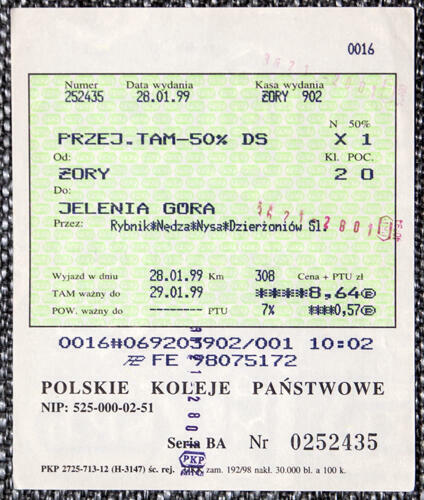 0016
Numer Data wydania Kasa wydania
252435 28.01.99 ŻORY 902
N 50%
PRZEJ.TAM-50% DS X 1
Od: Kl. POC.
ŻORY 2 0
Do:
JELENIA GÓRA
Przez: Rybnik*Nędza*Nysa*Dzierżoniów Śl.
Wyjazd w dniu 28.01.99 Km 308 Cena + PTU zł
TAM ważny do 29.01.99 ****8,64
POW. ważny do -------- PTU 7% ***0,57
0016#069203902/001 10:02
FE 98075172
POLSKIE KOLEJE PAŃSTWOWE
NIP: 525-000-02-51
Seria BA Nr 0252435
PKP
PKP 2725-713-12 (H-3147) śc. rej. zam. 192/98 nakł. 30.000 bl. a 100 k.